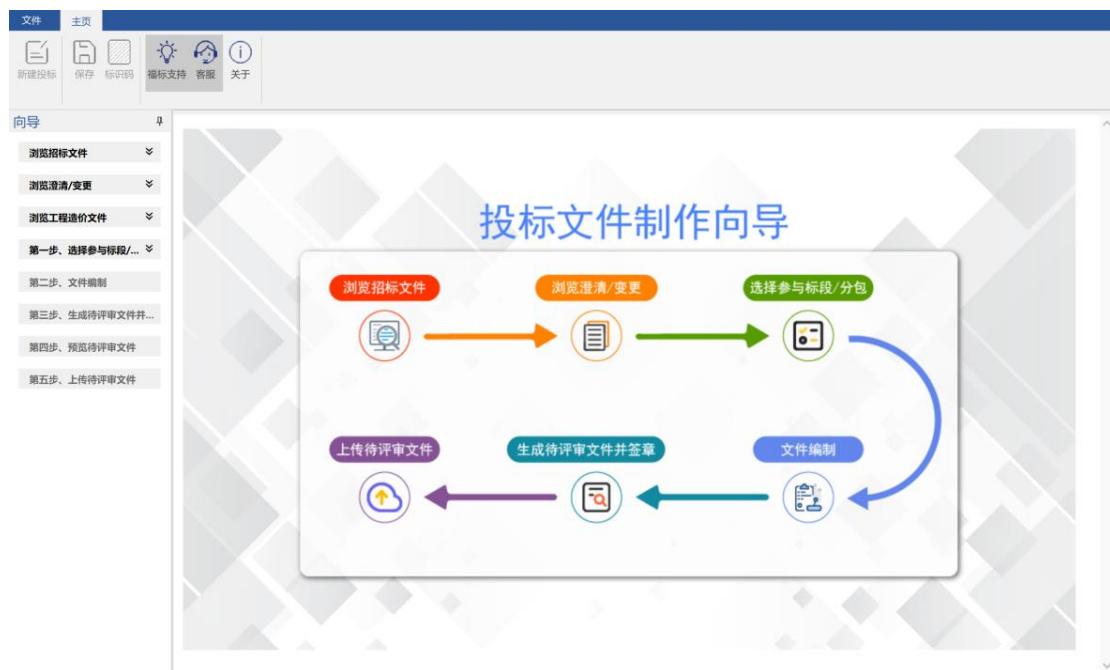 文件 主页
新建投标 保存 标识码 福标支持 客服 关于
向导
浏览招标文件
浏览澄清/变更
浏览工程造价文件
第一步、选择参与标段/...
第二步、文件编制
第三步、生成待评审文件并...
第四步、预览待评审文件
第五步、上传待评审文件
投标文件制作向导
浏览招标文件 浏览澄清/变更 选择参与标段/分包
上传待评审文件 生成待评审文件并签章 文件编制